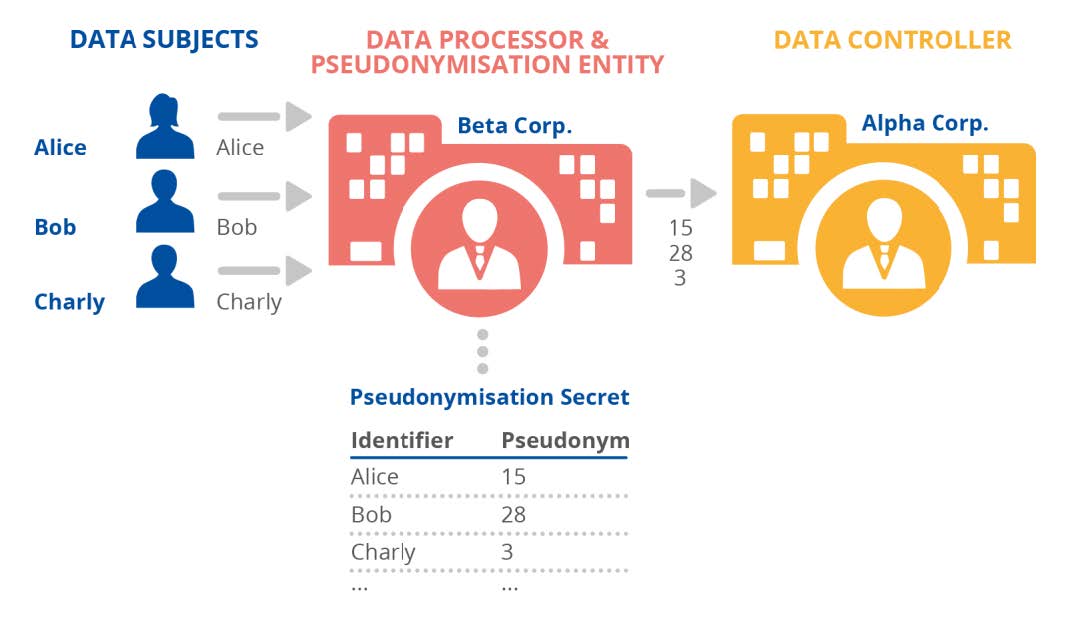 DATA SUBJECTS
DATA PROCESSOR &
PSEUDONYMISATION ENTITY
DATA CONTROLLER
Alice
Alice
Bob
Bob
Charly
Charly
Beta Corp.
15
28
3
Alpha Corp.
Pseudonymisation Secret
Identifier Pseudonym
Alice 15
Bob 28
Charly 3
... ...